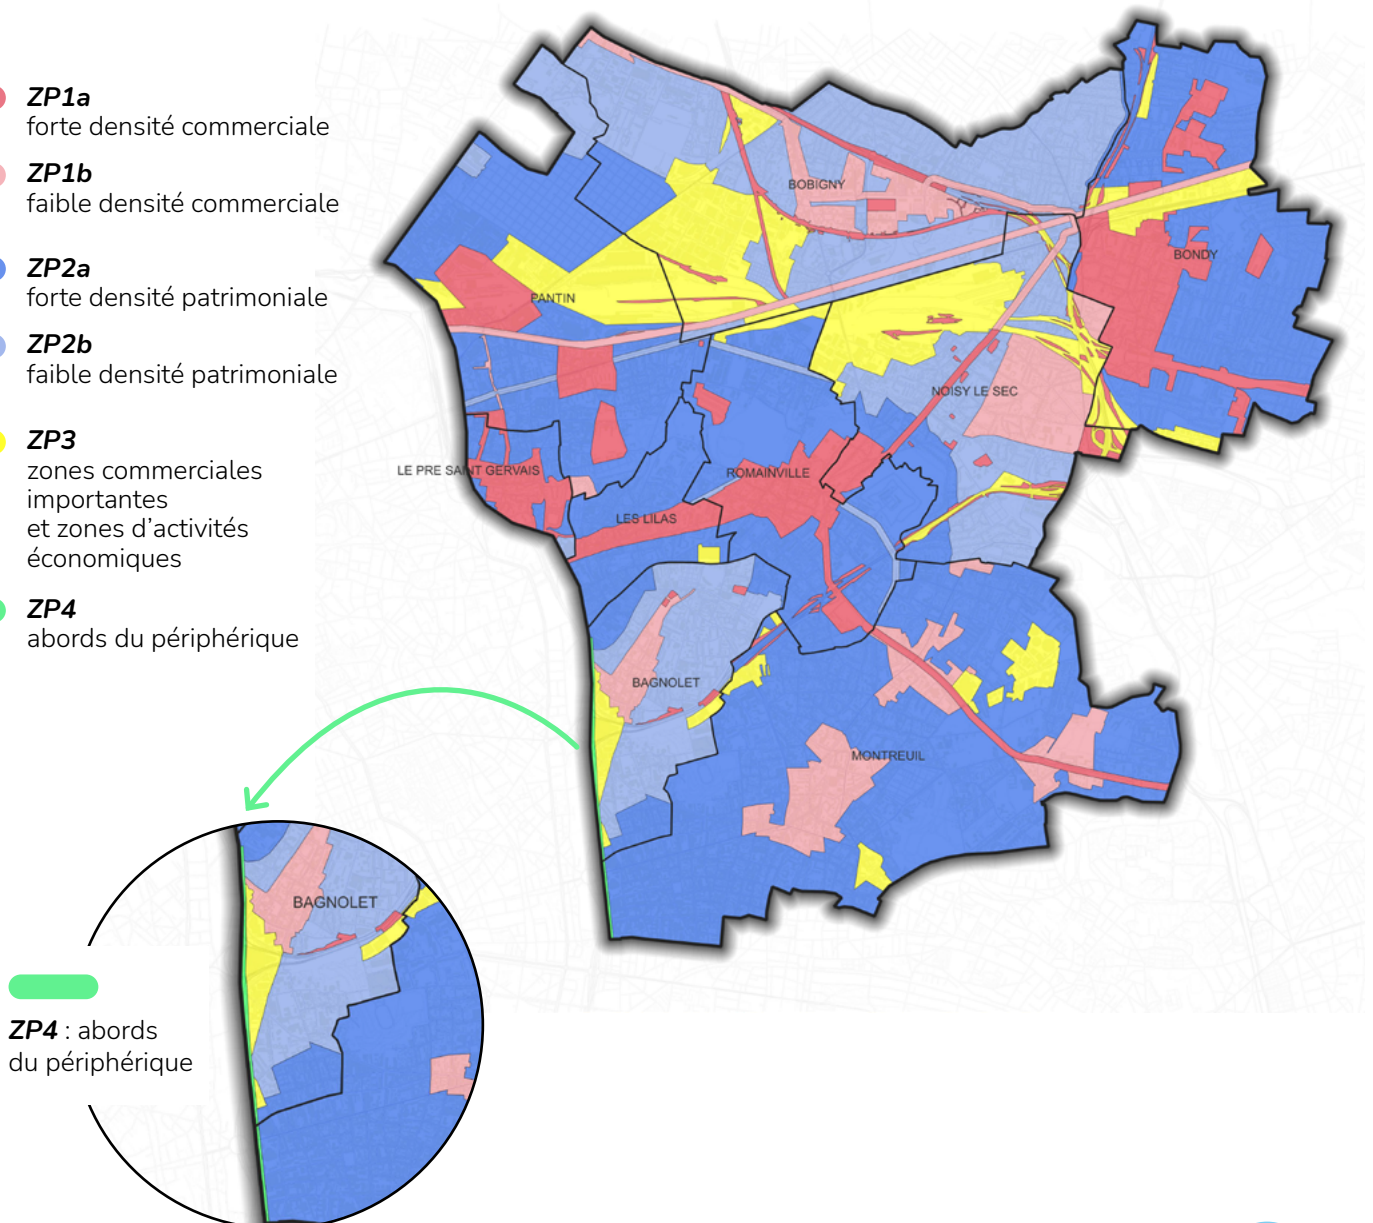 ZP1a
forte densité commerciale
ZP1b
faible densité commerciale
ZP2a
forte densité patrimoniale
ZP2b
faible densité patrimoniale
ZP3
zones commerciales
importantes
et zones d’activités
économiques
ZP4
abords du périphérique
BOBIGNY
BONDY
PANTIN
NOISY LE SEC
LE PRE SAINT GERVAIS
ROMAINVILLE
LES LILAS
BAGNOLET
MONTREUIL
BAGNOLET
ZP4 : abords
du périphérique